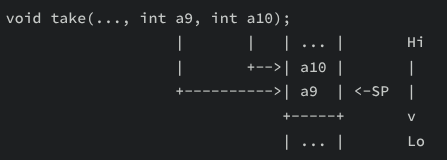 void take(..., int a9, int a10);
                   |       |   | ... |       Hi
                   |       +-->| a10 |       |
                   +---------->| a9  | <-SP  |
                               +-----+       v
                               | ... |       Lo